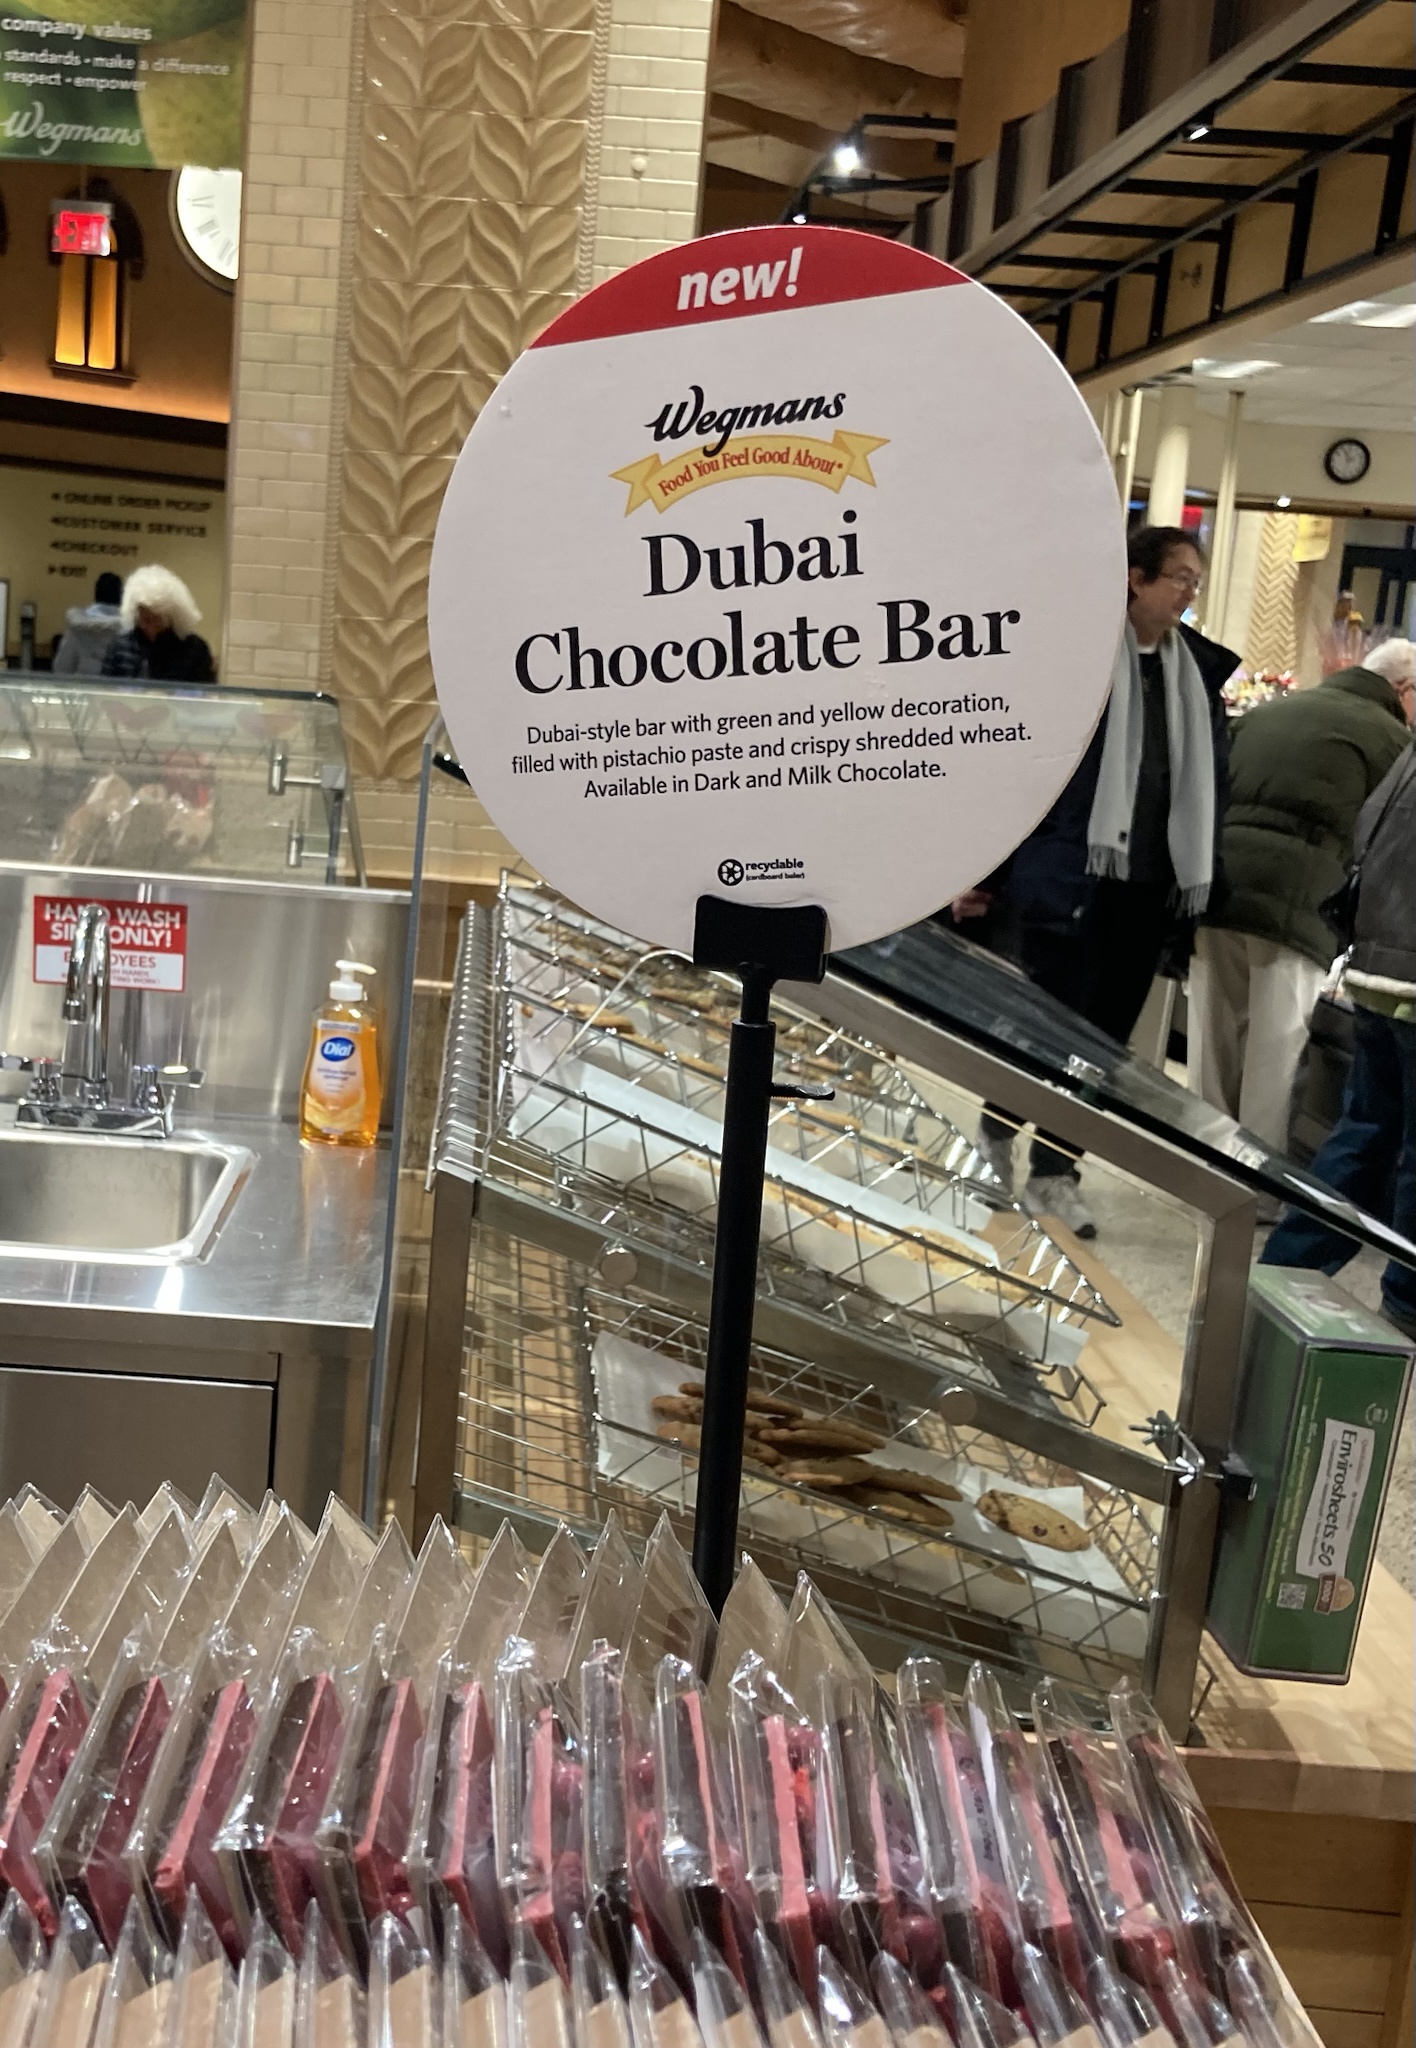 company values
standards • make a difference
respect • empower
Wegmans
ONLINE ORDER PICKUP
CUSTOMER SERVICE
CHECKOUT
EXIT
new!
Wegmans
Food You Feel Good About
Dubai
Chocolate Bar
Dubai-style bar with green and yellow decoration,
filled with pistachio paste and crispy shredded wheat.
Available in Dark and Milk Chocolate.
recyclable
(cardboard baler)
WASH
ONLY!
Dial
Envirosheets 50